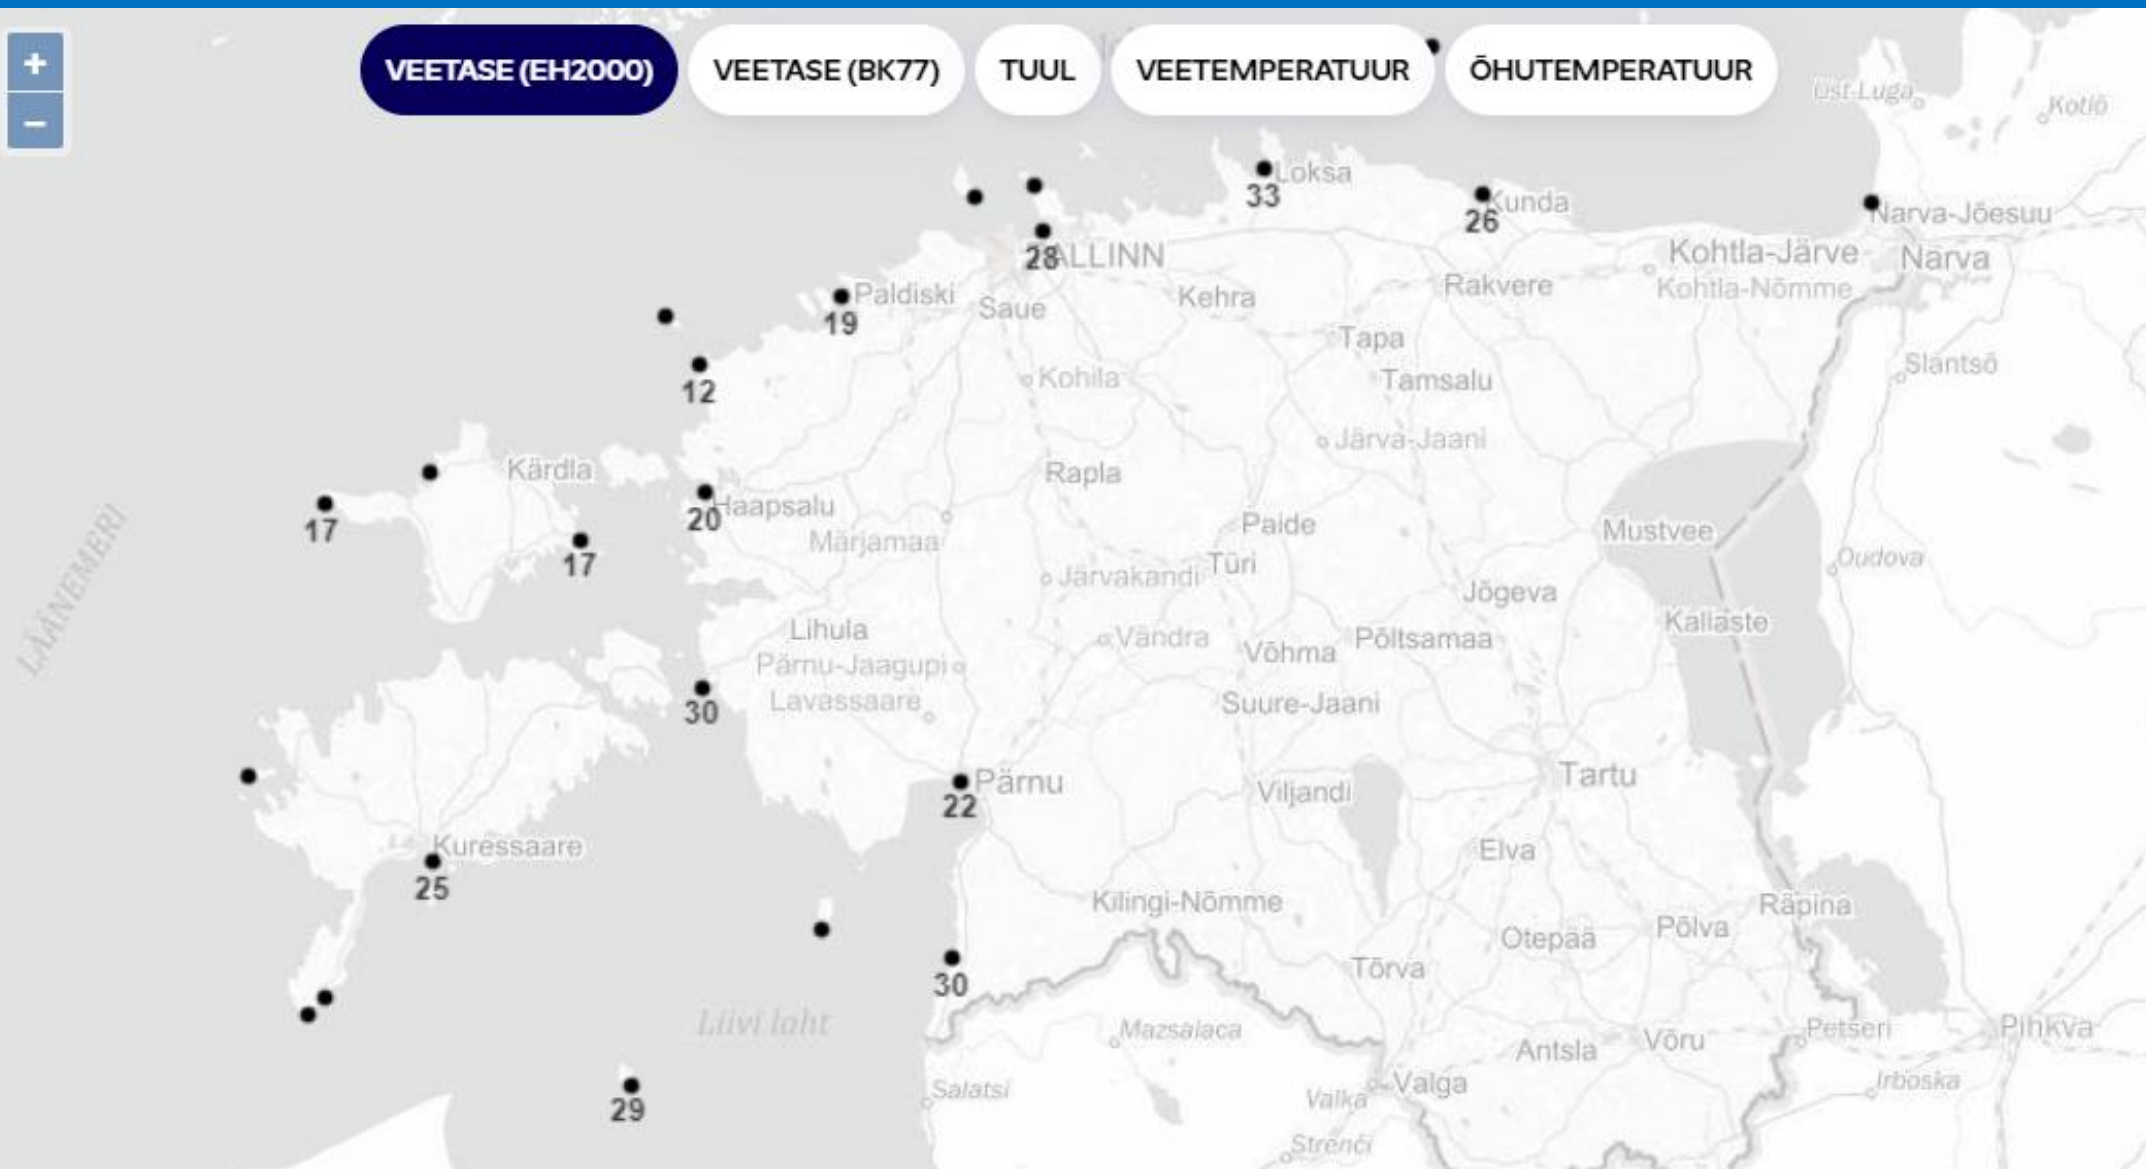 +
−
VEETASE (EH2000)
VEETASE (BK77)
TUUL
VEETEMPERATUUR
ÕHUTEMPERATUUR
Ust-Luga
Kotlõ
Loksa
33
Kunda
26
Narva-Jõesuu
28
TALLINN
Kohtla-Järve
Narva
Kohtla-Nõmme
Rakvere
Paldiski
19
Saue
Kehra
Tapa
Slantsõ
12
Kohila
Tamsalu
Järva-Jaani
Kärdla
Rapla
17
20
Haapsalu
Märjamaa
Paide
Mustvee
17
Järvakandi
Türi
Oudova
LÄÄNEMERI
Jõgeva
Kallaste
Lihula
Vändra
Võhma
Põltsamaa
Pärnu-Jaagupi
Lavassaare
30
Suure-Jaani
Pärnu
22
Viljandi
Tartu
Kuressaare
25
Elva
Kilingi-Nõmme
Räpina
Otepää
Põlva
30
Tõrva
Liivi laht
Mazsalaca
Petseri
Pihkva
Antsla
Võru
Salatsi
29
Valka
Valga
Irboska
Strenči